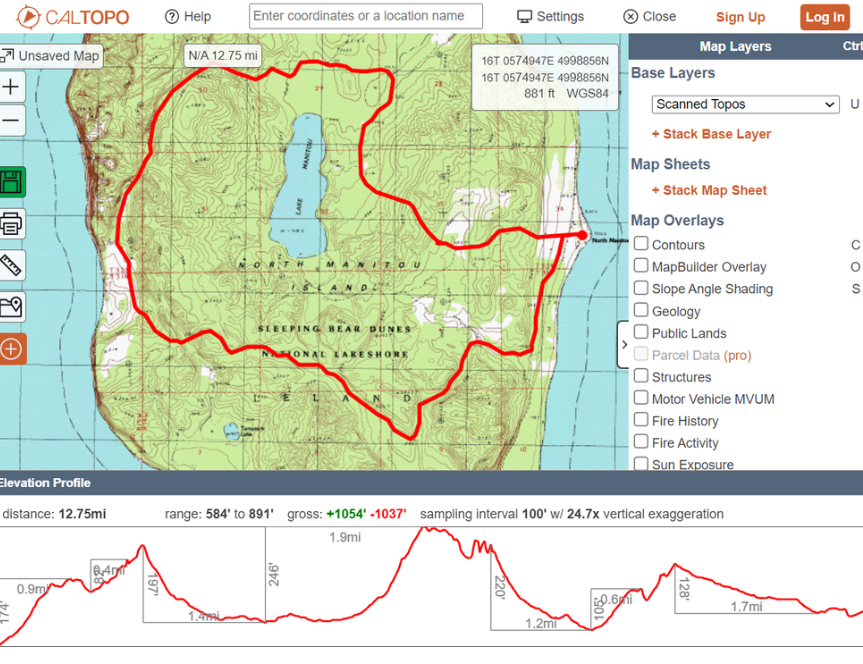 CALTOPO
Help
Enter coordinates or a location name
Settings
Close
Sign Up
Log In
Unsaved Map
N/A 12.75 mi
16T 0574947E 4998856N
16T 0574947E 4998856N
881 ft WGS84
Map Layers
Ctrl
Base Layers
Scanned Topos
U
+ Stack Base Layer
Map Sheets
+ Stack Map Sheet
Map Overlays
Contours
C
MapBuilder Overlay
O
Slope Angle Shading
S
Geology
Public Lands
Parcel Data (pro)
Structures
Motor Vehicle MVUM
Fire History
Fire Activity
Sun Exposure
LAKE MANITOU
North Manitou
NORTH MANITOU
ISLAND
SLEEPING BEAR DUNES
NATIONAL LAKESHORE
LELAND
Tamarack
Lake
Elevation Profile
distance: 12.75mi
range: 584' to 891'
gross: +1054' -1037'
sampling interval 100' w/ 24.7x vertical exaggeration
174'
0.9mi
0.4mi
197'
1.4mi
246'
1.9mi
220'
1.2mi
105'
0.6mi
128'
1.7mi